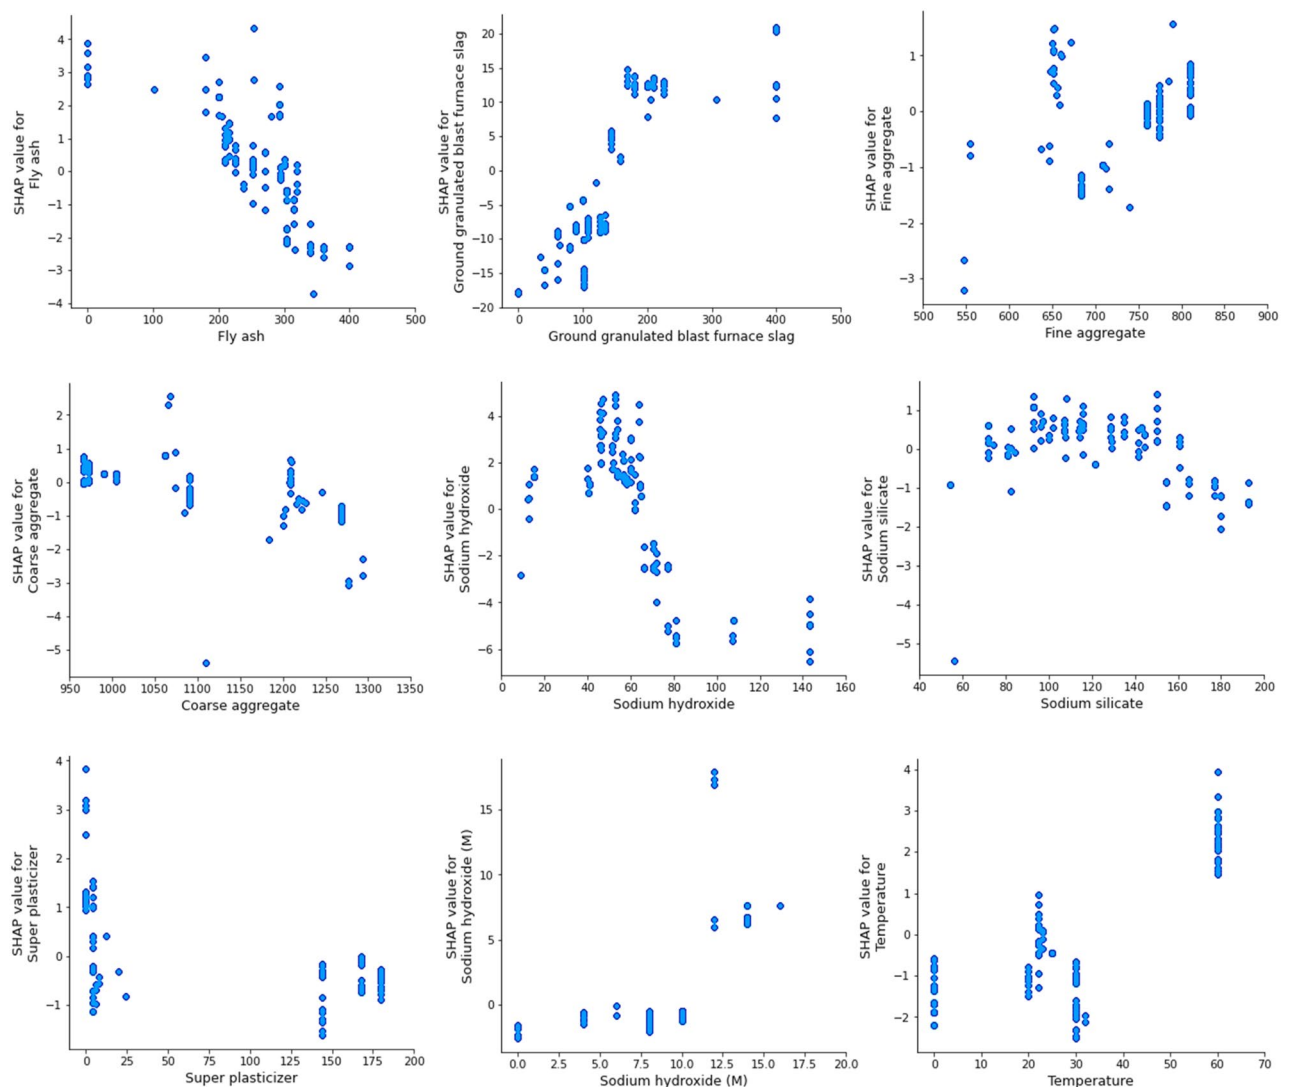 SHAP value for
Fly ash
4
3
2
1
0
−1
−2
−3
−4
0 100 200 300 400 500
Fly ash
SHAP value for
Ground granulated blast furnace slag
20
15
10
5
0
−5
−10
−15
−20
0 100 200 300 400 500
Ground granulated blast furnace slag
SHAP value for
Fine aggregate
1
0
−1
−2
−3
500 550 600 650 700 750 800 850 900
Fine aggregate
SHAP value for
Coarse aggregate
2
1
0
−1
−2
−3
−4
−5
950 1000 1050 1100 1150 1200 1250 1300 1350
Coarse aggregate
SHAP value for
Sodium hydroxide
4
2
0
−2
−4
−6
0 20 40 60 80 100 120 140 160
Sodium hydroxide
SHAP value for
Sodium silicate
1
0
−1
−2
−3
−4
−5
40 60 80 100 120 140 160 180 200
Sodium silicate
SHAP value for
Super plasticizer
4
3
2
1
0
−1
0 25 50 75 100 125 150 175 200
Super plasticizer
SHAP value for
Sodium hydroxide (M)
15
10
5
0
0.0 2.5 5.0 7.5 10.0 12.5 15.0 17.5 20.0
Sodium hydroxide (M)
SHAP value for
Temperature
4
3
2
1
0
−1
−2
0 10 20 30 40 50 60 70
Temperature